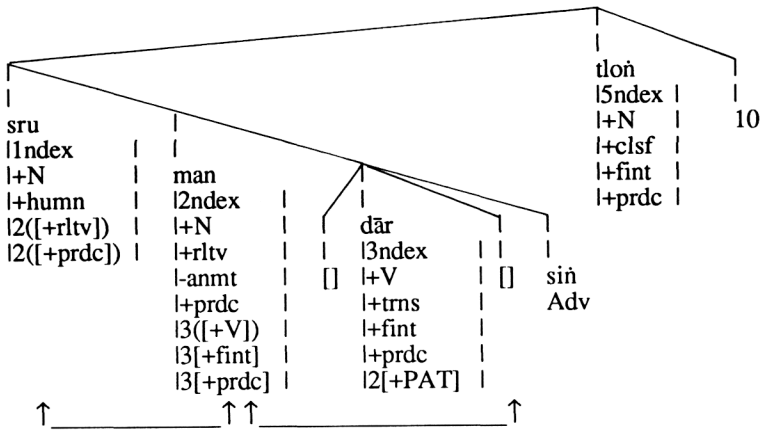 sru
1ndex
+N
+humn
2([+rltv])
2([+prdc])
man
2ndex
+N
+rltv
-anmt
+prdc
3([+V])
3[+fint]
3[+prdc]
[]
dār
3ndex
+V
+trns
+fint
+prdc
2[+PAT]
[]
siṅ
Adv
tloṅ
5ndex
+N
+clsf
+fint
+prdc
10